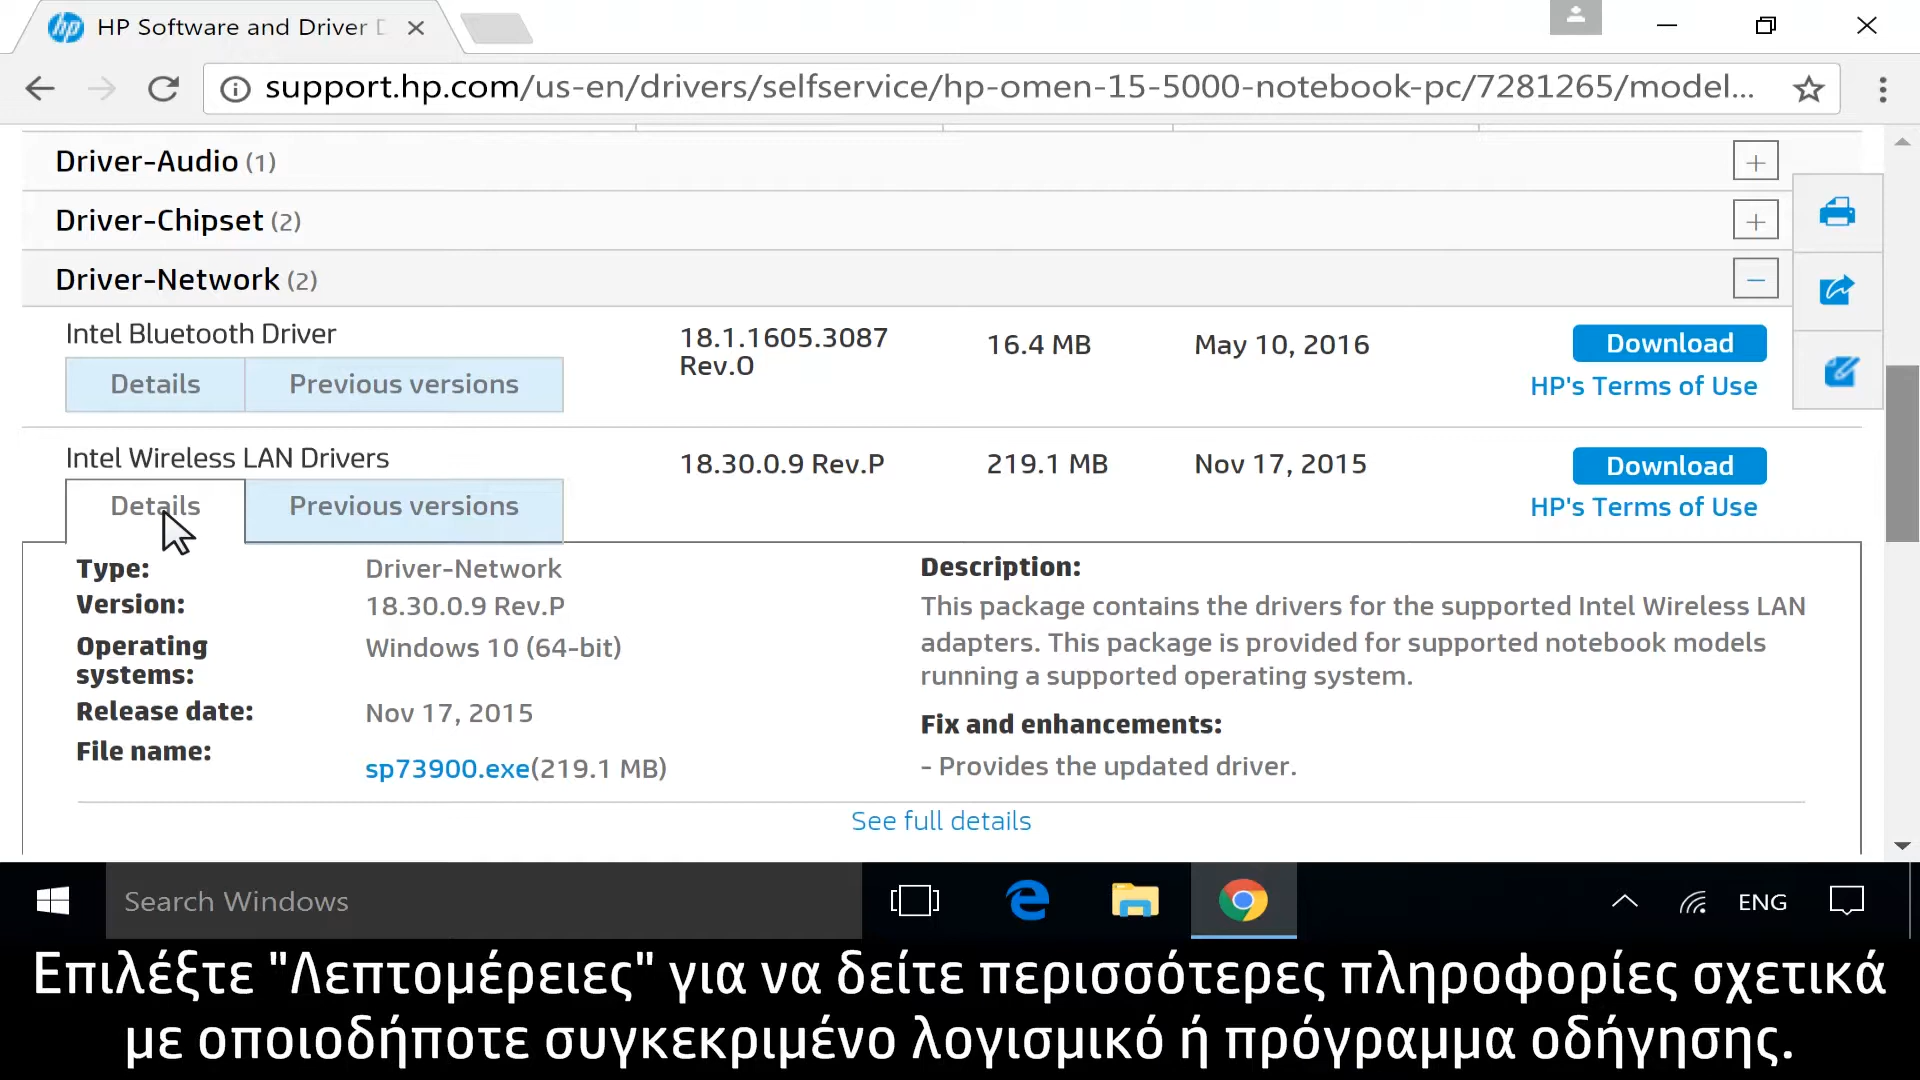 HP Software and Driver D
support.hp.com/us-en/drivers/selfservice/hp-omen-15-5000-notebook-pc/7281265/model...
Driver-Audio (1)
Driver-Chipset (2)
Driver-Network (2)
Intel Bluetooth Driver
18.1.1605.3087 Rev.O
16.4 MB
May 10, 2016
Download
Details
Previous versions
HP's Terms of Use
Intel Wireless LAN Drivers
18.30.0.9 Rev.P
219.1 MB
Nov 17, 2015
Download
Details
Previous versions
HP's Terms of Use
Type: Driver-Network
Version: 18.30.0.9 Rev.P
Operating systems: Windows 10 (64-bit)
Release date: Nov 17, 2015
File name: sp73900.exe(219.1 MB)
Description:
This package contains the drivers for the supported Intel Wireless LAN
adapters. This package is provided for supported notebook models
running a supported operating system.
Fix and enhancements:
- Provides the updated driver.
See full details
Search Windows
ENG
Επιλέξτε "Λεπτομέρειες" για να δείτε περισσότερες πληροφορίες σχετικά
με οποιοδήποτε συγκεκριμένο λογισμικό ή πρόγραμμα οδήγησης.